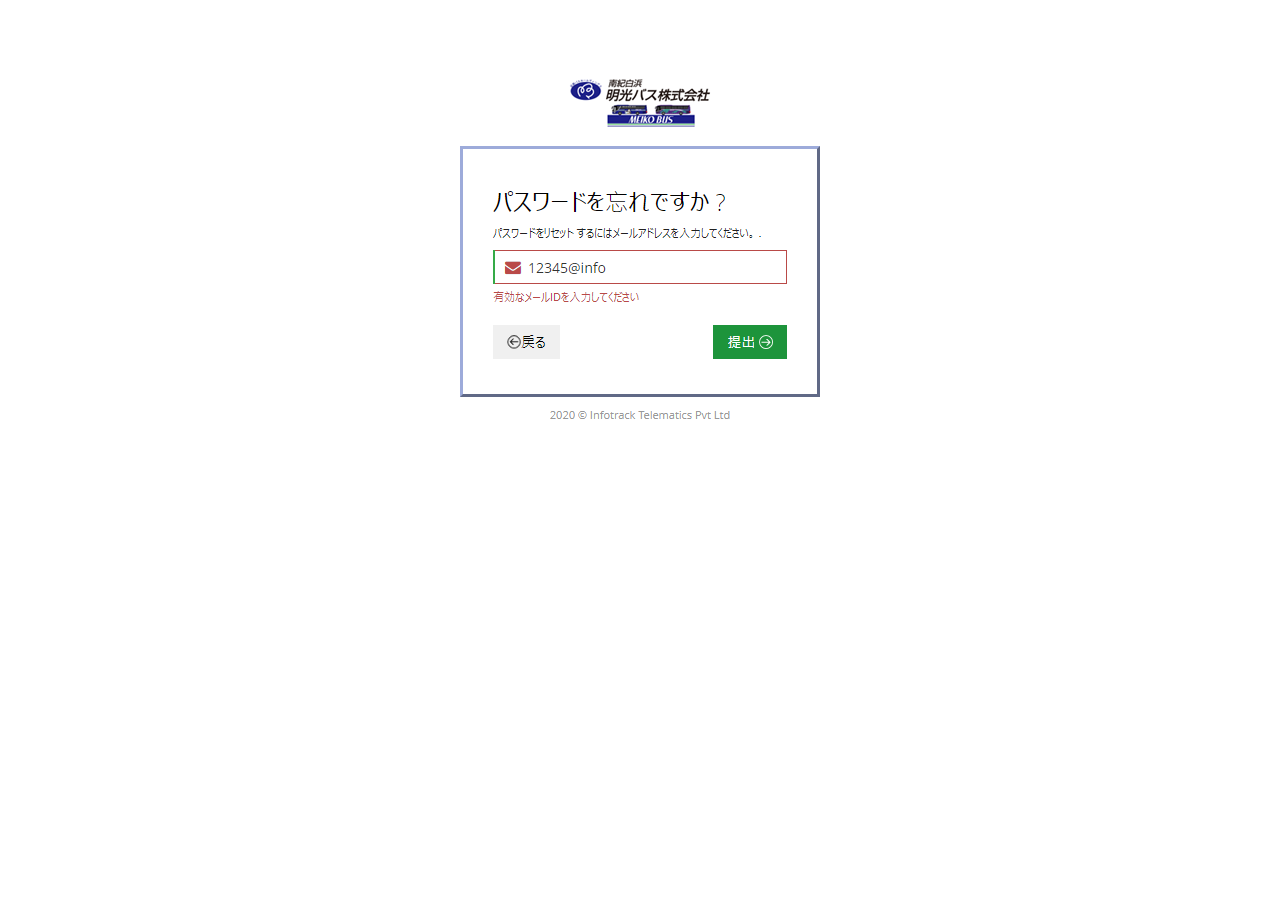 南紀白浜
明光バス株式会社
MEIKO BUS
パスワードを忘れですか？
パスワードをリセット するにはメールアドレスを入力してください。 .
12345@info
有効なメールIDを入力してください
戻る
提出
2020 © Infotrack Telematics Pvt Ltd